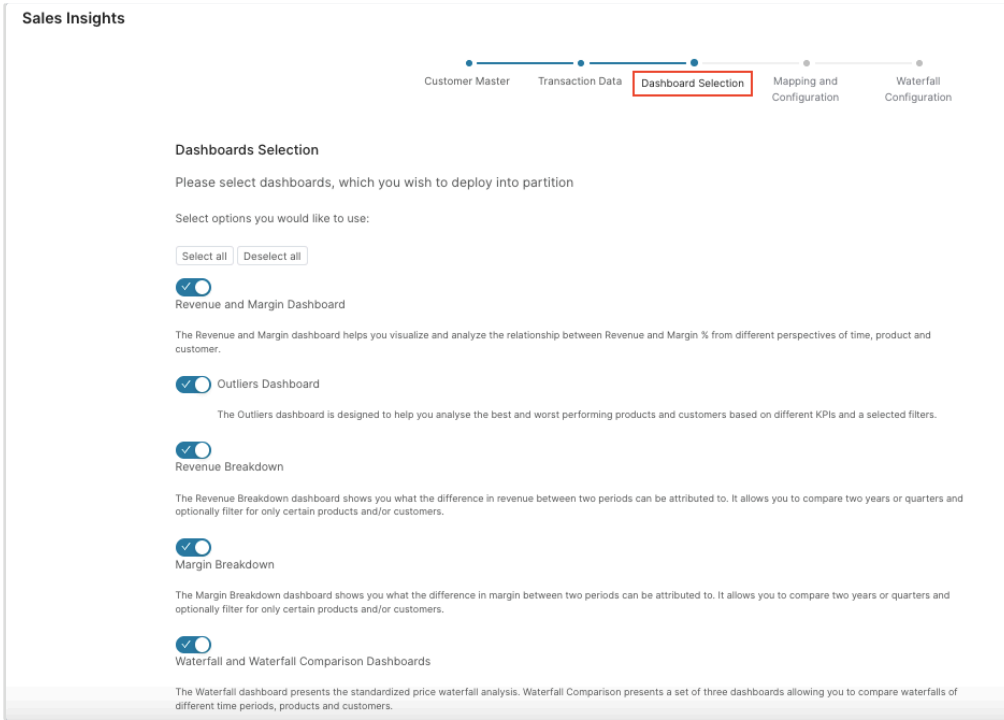 Sales Insights
Customer Master
Transaction Data
Dashboard Selection
Mapping and
Configuration
Waterfall
Configuration
Dashboards Selection
Please select dashboards, which you wish to deploy into partition
Select options you would like to use:
Select all
Deselect all
Revenue and Margin Dashboard
The Revenue and Margin dashboard helps you visualize and analyze the relationship between Revenue and Margin % from different perspectives of time, product and
customer.
Outliers Dashboard
The Outliers dashboard is designed to help you analyse the best and worst performing products and customers based on different KPIs and a selected filters.
Revenue Breakdown
The Revenue Breakdown dashboard shows you what the difference in revenue between two periods can be attributed to. It allows you to compare two years or quarters and
optionally filter for only certain products and/or customers.
Margin Breakdown
The Margin Breakdown dashboard shows you what the difference in margin between two periods can be attributed to. It allows you to compare two years or quarters and
optionally filter for only certain products and/or customers.
Waterfall and Waterfall Comparison Dashboards
The Waterfall dashboard presents the standardized price waterfall analysis. Waterfall Comparison presents a set of three dashboards allowing you to compare waterfalls of
different time periods, products and customers.